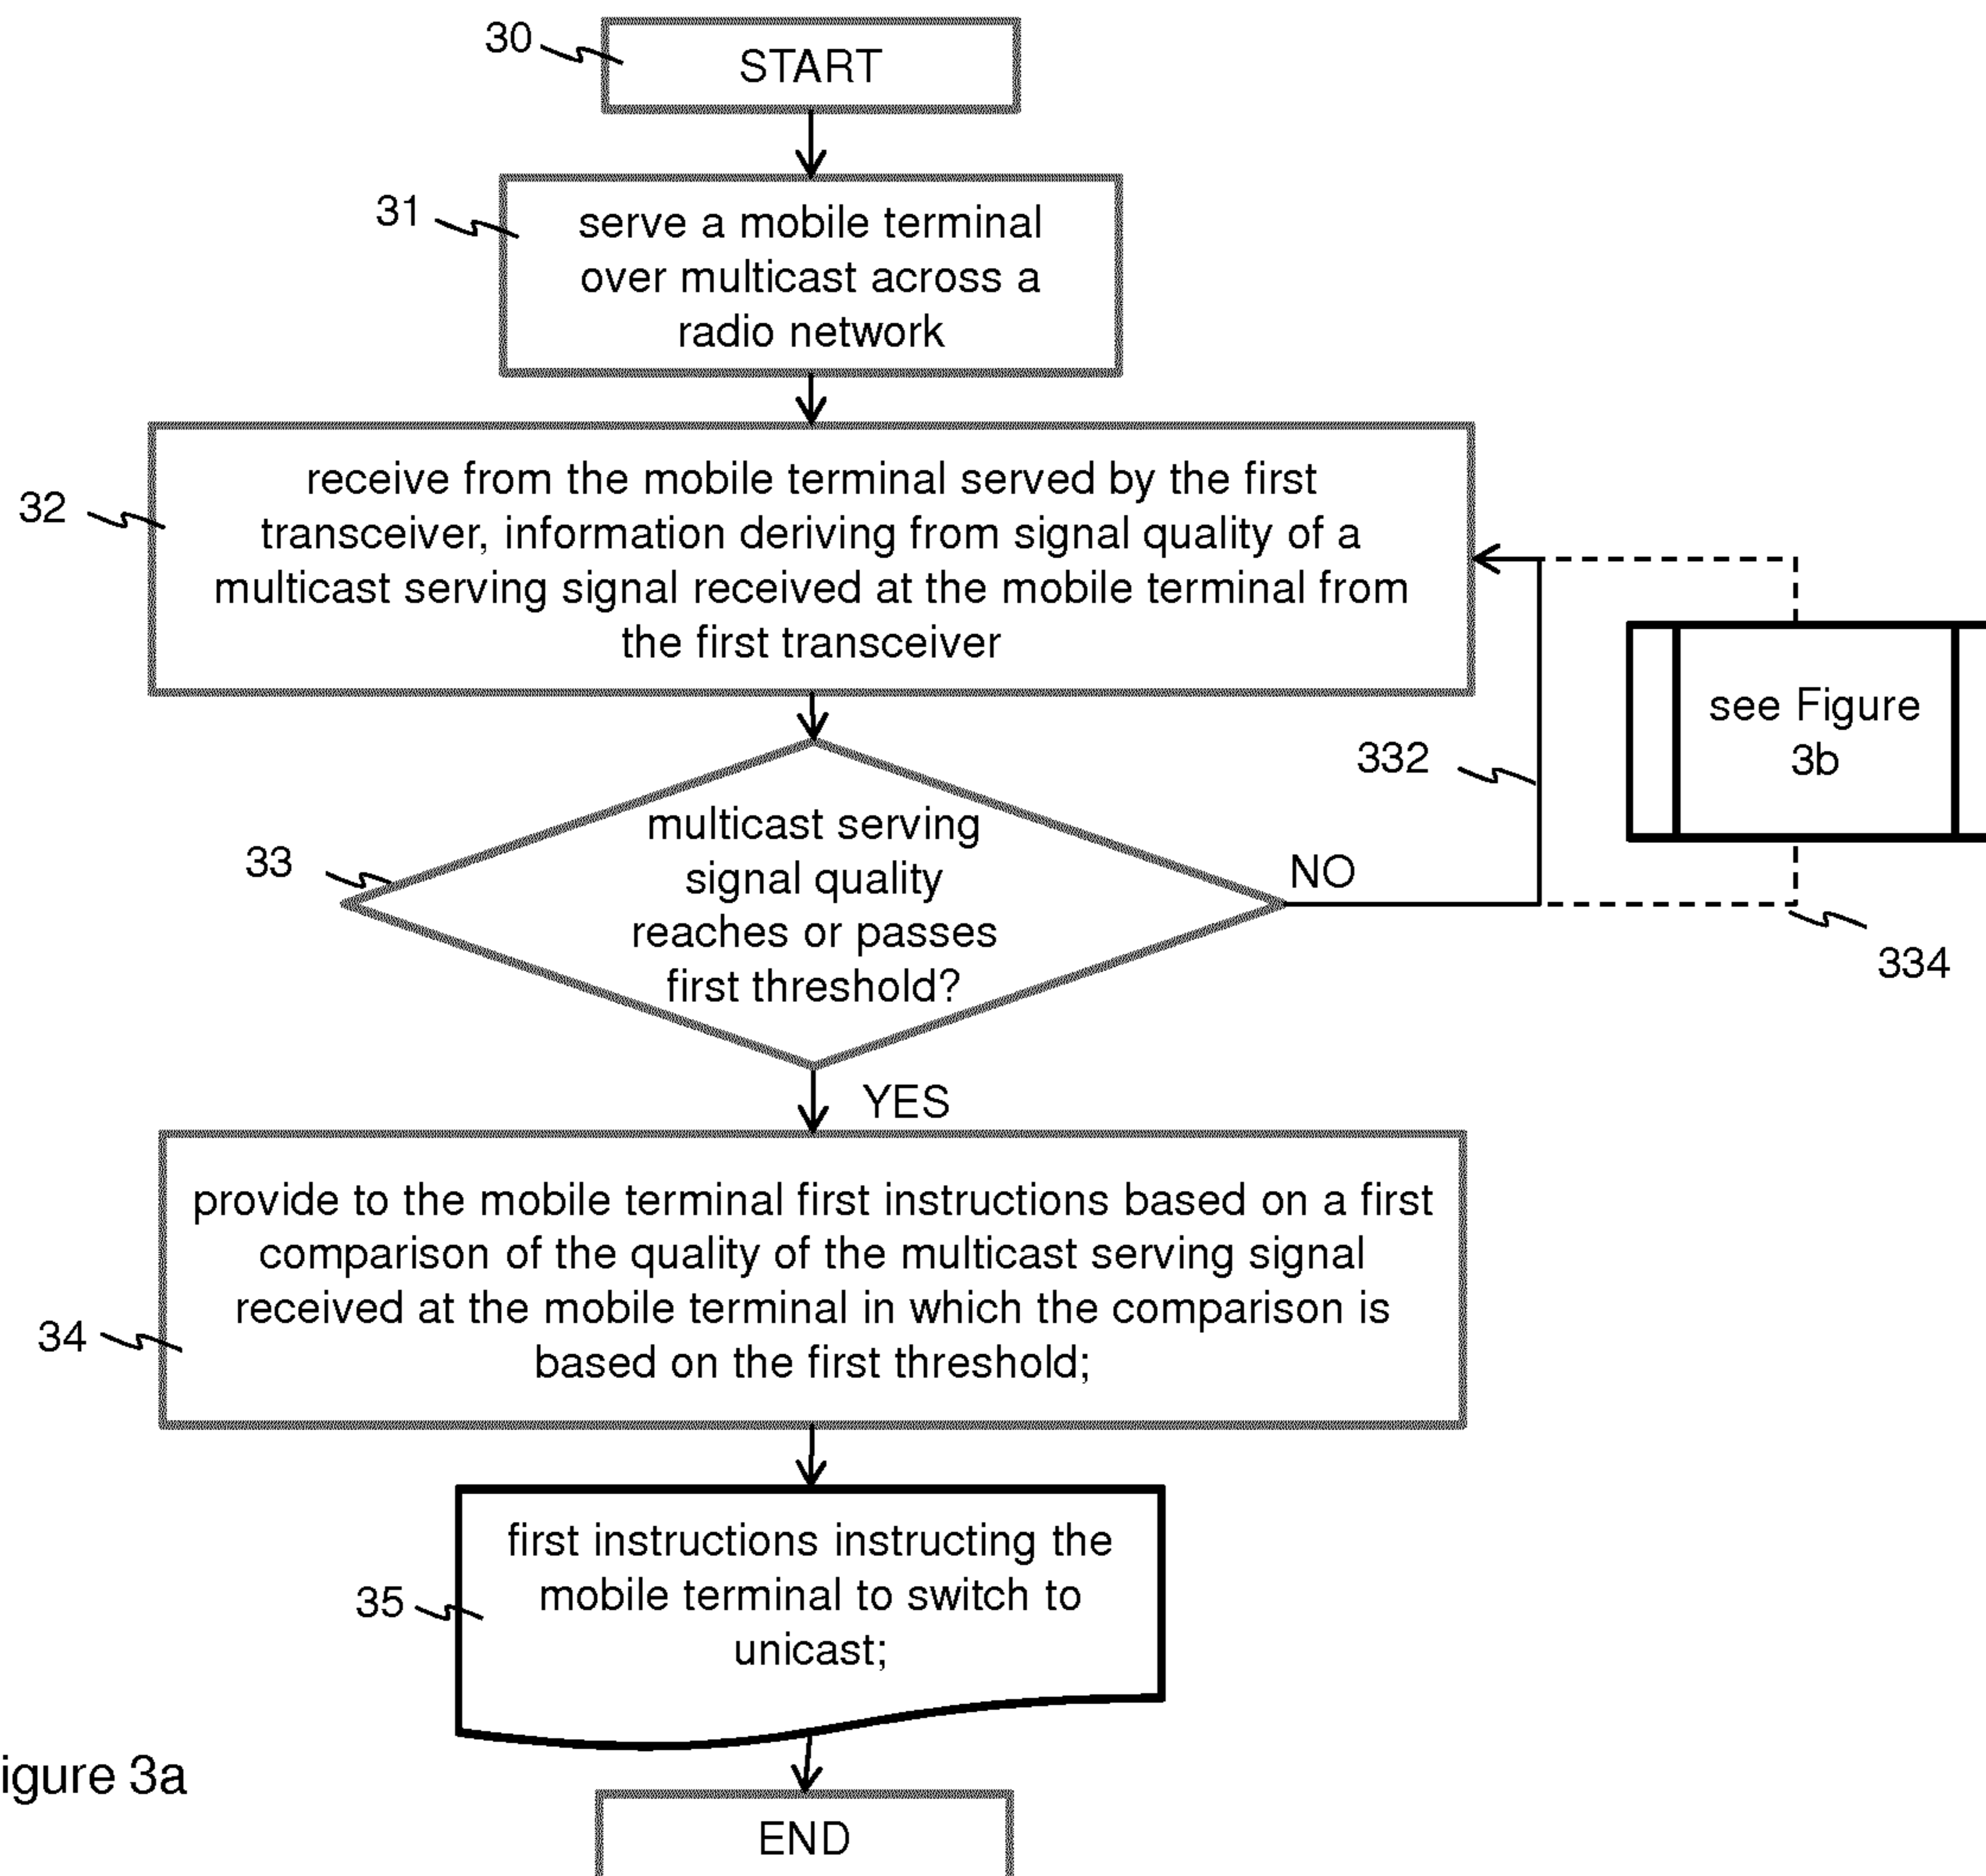 30
START
31
serve a mobile terminal
over multicast across a
radio network
32
receive from the mobile terminal served by the first
transceiver, information deriving from signal quality of a
multicast serving signal received at the mobile terminal from
the first transceiver
332
see Figure
3b
33
multicast serving
signal quality
reaches or passes
first threshold?
NO
334
YES
34
provide to the mobile terminal first instructions based on a first
comparison of the quality of the multicast serving signal
received at the mobile terminal in which the comparison is
based on the first threshold;
35
first instructions instructing the
mobile terminal to switch to
unicast;
igure 3a
END